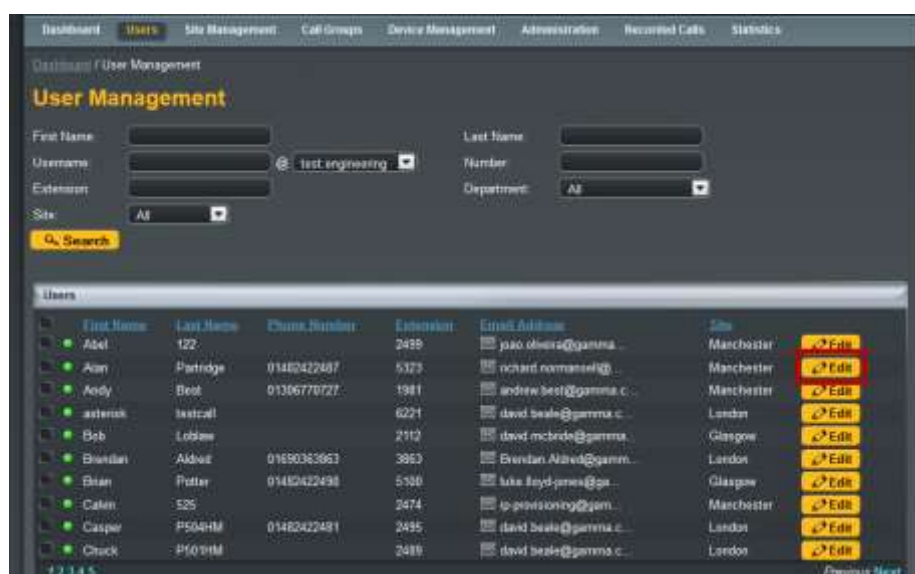 Dashboard Users Site Management Call Groups Device Management Administration Recorded Calls Statistics
Dashboard / User Management
User Management
First Name Last Name
Username @ test.engineering Number
Extension Department: All
Site: All
Search
Users
First Name Last Name Phone Number Extension Email Address Site
Abel 122 2499 joao.oliveira@gamma... Manchester Edit
Alan Partridge 01482422487 5323 richard.normansell@... Manchester Edit
Andy Best 01306770727 1981 andrew.best@gamma.c... Manchester Edit
asterisk testcall 6221 david.beale@gamma.c... London Edit
Bob Loblaw 2112 david.mcbride@gamma... Glasgow Edit
Brendan Aldred 01690363863 3863 Brendan.Aldred@gamm... London Edit
Brian Potter 01482422498 5100 luke.lloyd-jones@ga... Glasgow Edit
Calen 525 2474 ip-provisioning@gam... Manchester Edit
Casper P504HM 01482422481 2495 david.beale@gamma.c... London Edit
Chuck P501HM 2489 david.beale@gamma.c... London Edit
1 2 3 4 5 Previous Next